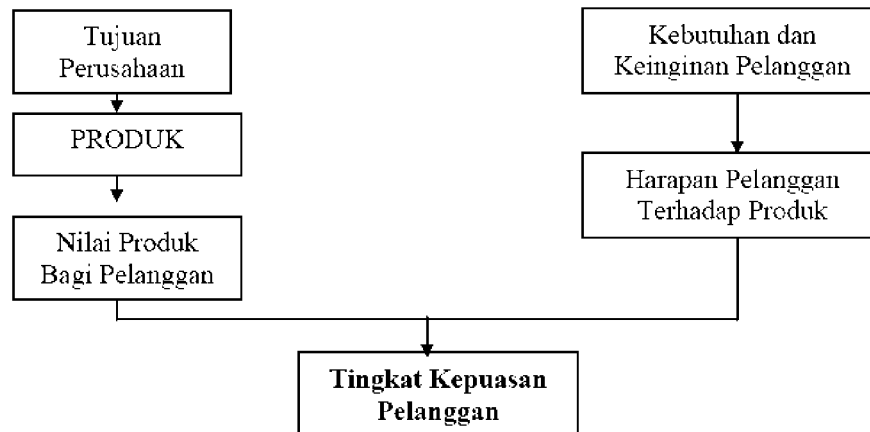 Tujuan
Perusahaan
PRODUK
Nilai Produk
Bagi Pelanggan
Kebutuhan dan
Keinginan Pelanggan
Harapan Pelanggan
Terhadap Produk
Tingkat Kepuasan
Pelanggan